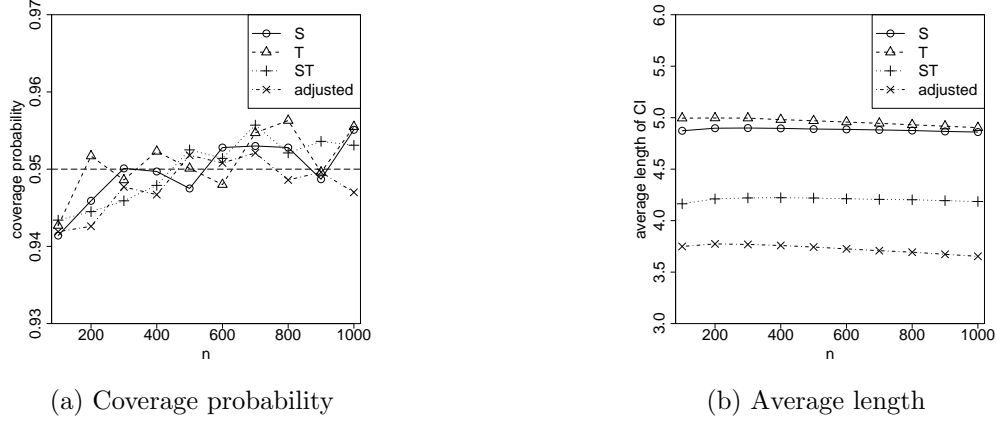 0.97
0.96
0.95
0.94
0.93
coverage probability
S
T
ST
adjusted
200 400 600 800 1000
n
(a) Coverage probability
6.0
5.5
5.0
4.5
4.0
3.5
3.0
average length of CI
S
T
ST
adjusted
200 400 600 800 1000
n
(b) Average length